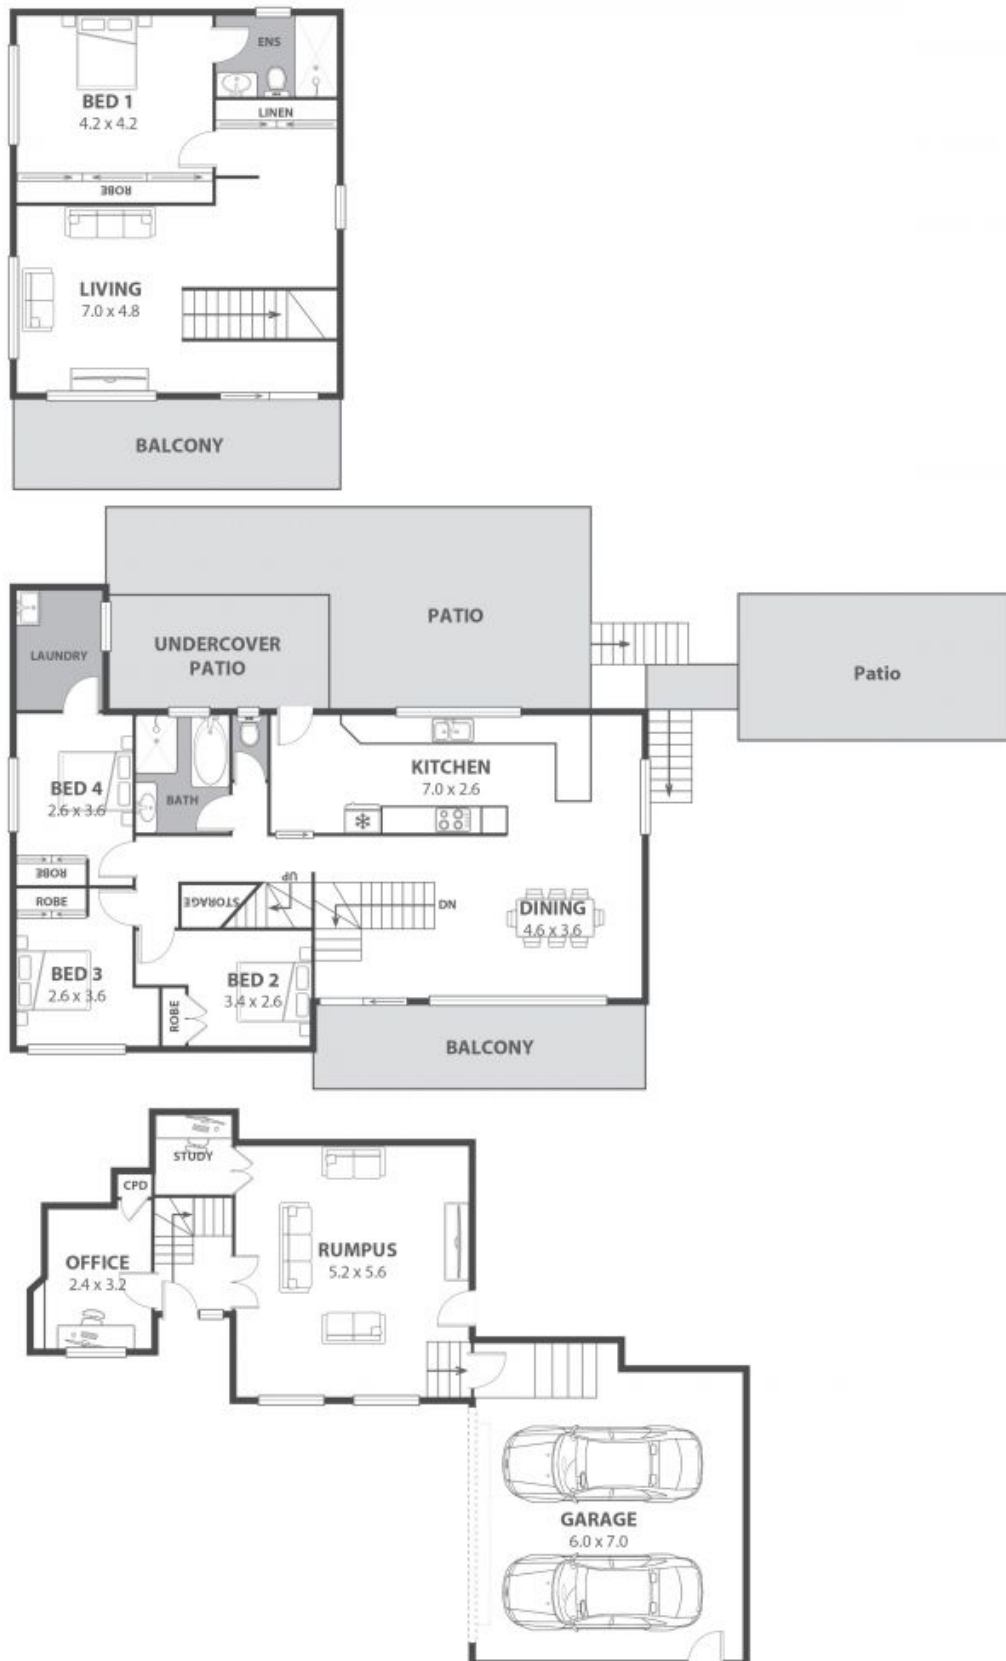 ENS
BED 1
4.2 x 4.2
LINEN
ROBE
LIVING
7.0 x 4.8
BALCONY
PATIO
UNDERCOVER
PATIO
LAUNDRY
Patio
KITCHEN
7.0 x 2.6
BED 4
2.6 x 3.6
BATH
ROBE
ROBE
UP
STORAGE
DN
DINING
4.6 x 3.6
BED 3
2.6 x 3.6
BED 2
3.4 x 2.6
ROBE
BALCONY
STUDY
CPD
OFFICE
2.4 x 3.2
RUMPUS
5.2 x 5.6
GARAGE
6.0 x 7.0